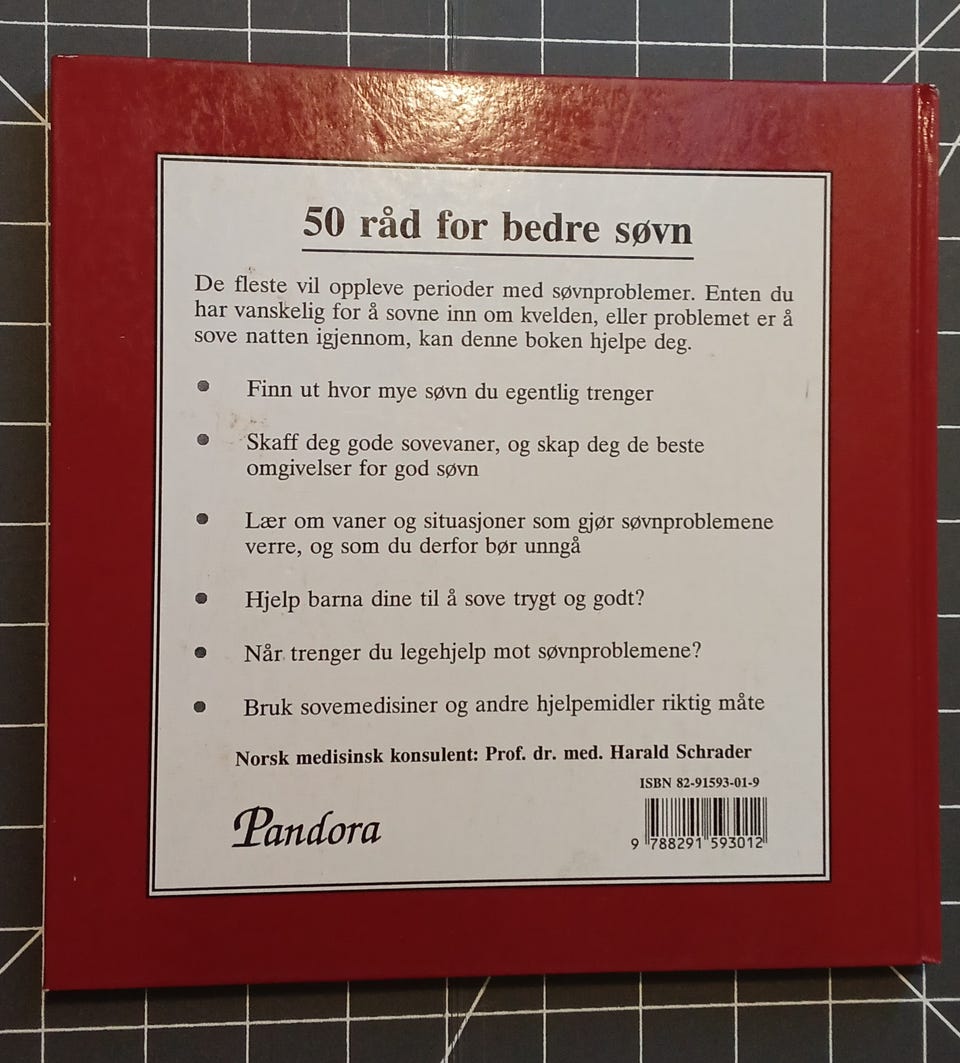 50 råd for bedre søvn
De fleste vil oppleve perioder med søvnproblemer. Enten du
har vanskelig for å sovne inn om kvelden, eller problemet er å
sove natten igjennom, kan denne boken hjelpe deg.
• Finn ut hvor mye søvn du egentlig trenger
• Skaff deg gode sovevaner, og skap deg de beste
omgivelser for god søvn
• Lær om vaner og situasjoner som gjør søvnproblemene
verre, og som du derfor bør unngå
• Hjelp barna dine til å sove trygt og godt?
• Når trenger du legehjelp mot søvnproblemene?
• Bruk sovemedisiner og andre hjelpemidler riktig måte
Norsk medisinsk konsulent: Prof. dr. med. Harald Schrader
ISBN 82-91593-01-9
Pandora
9 788291 593012